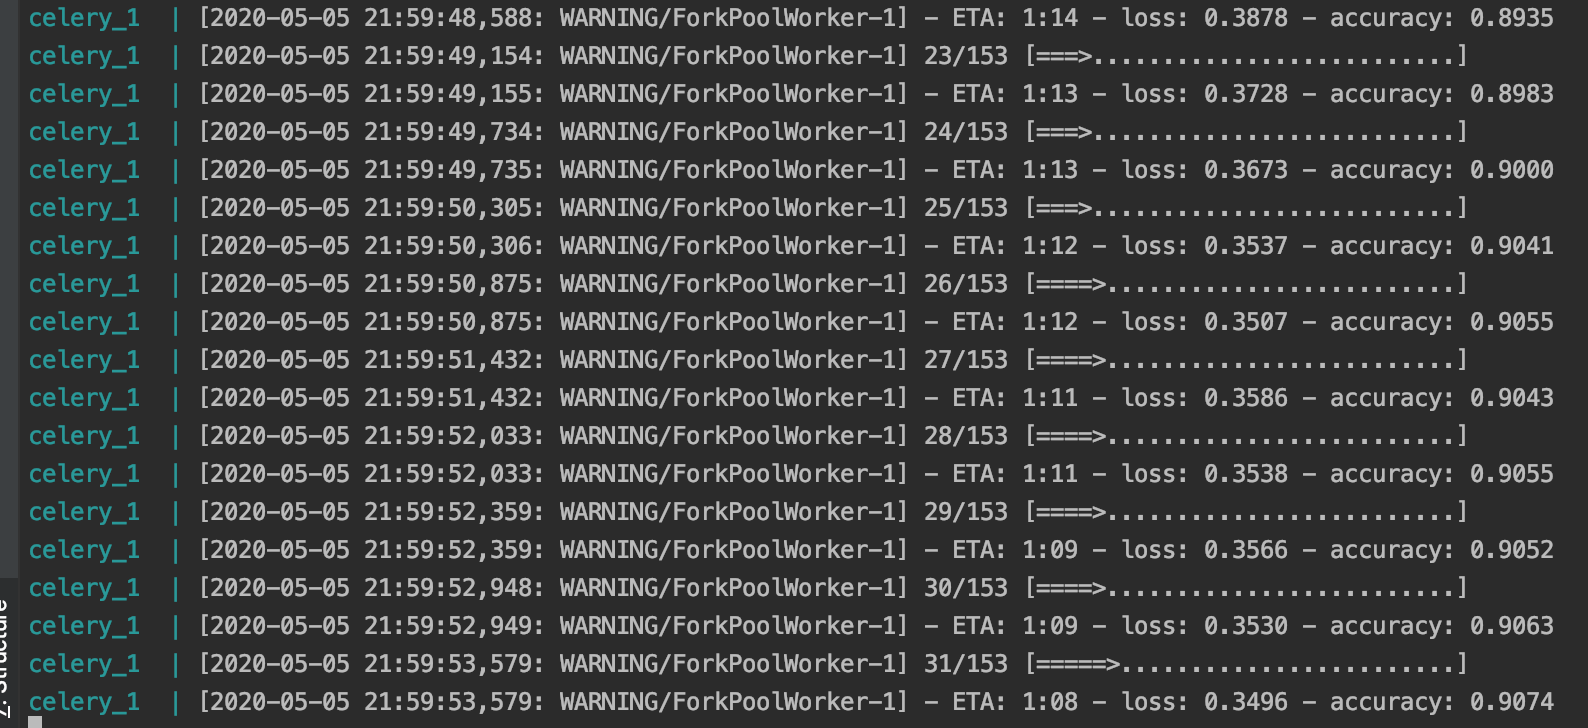 celery_1 | [2020-05-05 21:59:48,588: WARNING/ForkPoolWorker-1] - ETA: 1:14 - loss: 0.3878 - accuracy: 0.8935
celery_1 | [2020-05-05 21:59:49,154: WARNING/ForkPoolWorker-1] 23/153 [===>..........................]
celery_1 | [2020-05-05 21:59:49,155: WARNING/ForkPoolWorker-1] - ETA: 1:13 - loss: 0.3728 - accuracy: 0.8983
celery_1 | [2020-05-05 21:59:49,734: WARNING/ForkPoolWorker-1] 24/153 [===>..........................]
celery_1 | [2020-05-05 21:59:49,735: WARNING/ForkPoolWorker-1] - ETA: 1:13 - loss: 0.3673 - accuracy: 0.9000
celery_1 | [2020-05-05 21:59:50,305: WARNING/ForkPoolWorker-1] 25/153 [===>..........................]
celery_1 | [2020-05-05 21:59:50,306: WARNING/ForkPoolWorker-1] - ETA: 1:12 - loss: 0.3537 - accuracy: 0.9041
celery_1 | [2020-05-05 21:59:50,875: WARNING/ForkPoolWorker-1] 26/153 [====>.........................]
celery_1 | [2020-05-05 21:59:50,875: WARNING/ForkPoolWorker-1] - ETA: 1:12 - loss: 0.3507 - accuracy: 0.9055
celery_1 | [2020-05-05 21:59:51,432: WARNING/ForkPoolWorker-1] 27/153 [====>.........................]
celery_1 | [2020-05-05 21:59:51,432: WARNING/ForkPoolWorker-1] - ETA: 1:11 - loss: 0.3586 - accuracy: 0.9043
celery_1 | [2020-05-05 21:59:52,033: WARNING/ForkPoolWorker-1] 28/153 [====>.........................]
celery_1 | [2020-05-05 21:59:52,033: WARNING/ForkPoolWorker-1] - ETA: 1:11 - loss: 0.3538 - accuracy: 0.9055
celery_1 | [2020-05-05 21:59:52,359: WARNING/ForkPoolWorker-1] 29/153 [====>.........................]
celery_1 | [2020-05-05 21:59:52,359: WARNING/ForkPoolWorker-1] - ETA: 1:09 - loss: 0.3566 - accuracy: 0.9052
celery_1 | [2020-05-05 21:59:52,948: WARNING/ForkPoolWorker-1] 30/153 [====>.........................]
celery_1 | [2020-05-05 21:59:52,949: WARNING/ForkPoolWorker-1] - ETA: 1:09 - loss: 0.3530 - accuracy: 0.9063
celery_1 | [2020-05-05 21:59:53,579: WARNING/ForkPoolWorker-1] 31/153 [=====>........................]
celery_1 | [2020-05-05 21:59:53,579: WARNING/ForkPoolWorker-1] - ETA: 1:08 - loss: 0.3496 - accuracy: 0.9074
Z: Structure